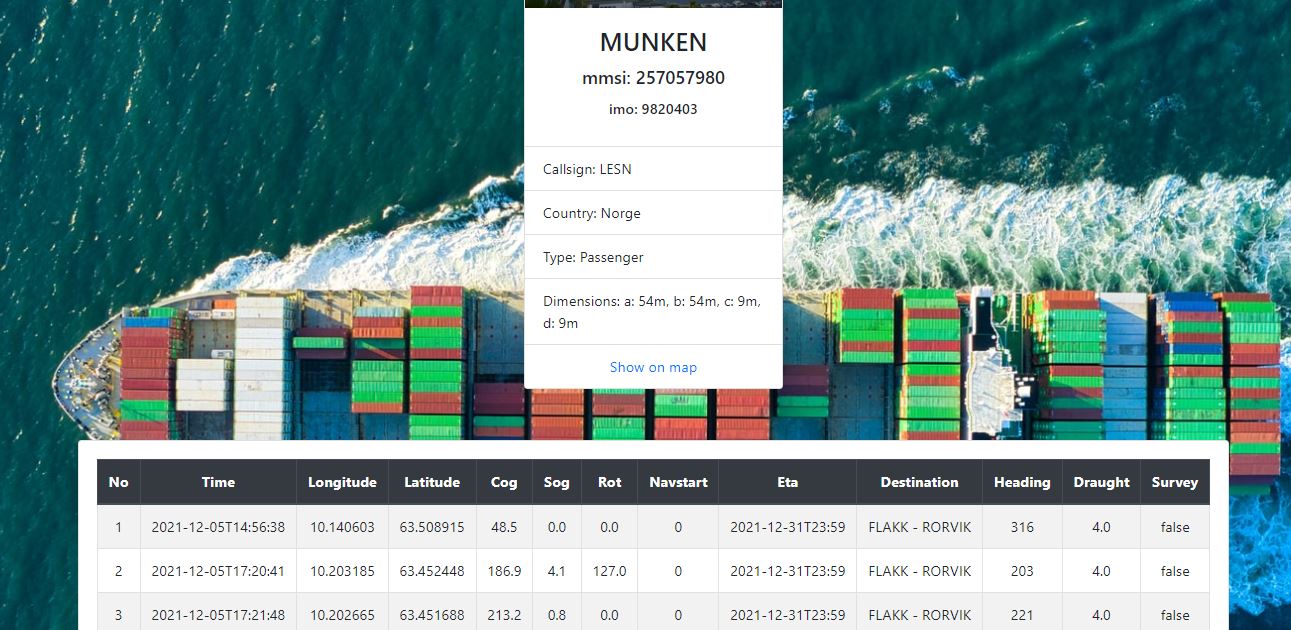 MUNKEN
mmsi: 257057980
imo: 9820403
Callsign: LESN
Country: Norge
Type: Passenger
Dimensions: a: 54m, b: 54m, c: 9m,
d: 9m
Show on map
No Time Longitude Latitude Cog Sog Rot Navstart Eta Destination Heading Draught Survey
1 2021-12-05T14:56:38 10.140603 63.508915 48.5 0.0 0.0 0 2021-12-31T23:59 FLAKK - RORVIK 316 4.0 false
2 2021-12-05T17:20:41 10.203185 63.452448 186.9 4.1 127.0 0 2021-12-31T23:59 FLAKK - RORVIK 203 4.0 false
3 2021-12-05T17:21:48 10.202665 63.451688 213.2 0.8 0.0 0 2021-12-31T23:59 FLAKK - RORVIK 221 4.0 false